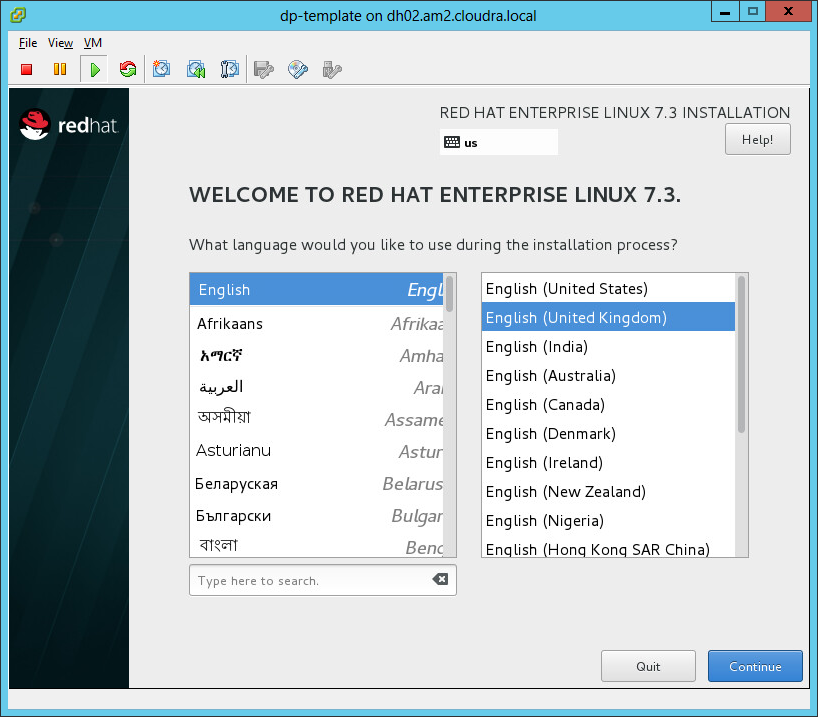 dp-template on dh02.am2.cloudra.local
File View VM
redhat.
RED HAT ENTERPRISE LINUX 7.3 INSTALLATION
us
Help!
WELCOME TO RED HAT ENTERPRISE LINUX 7.3.
What language would you like to use during the installation process?
English Engl
Afrikaans Afrikaa
አማርኛ Amha
العربية Aral
অসমীয়া Assame
Asturianu Astur
Беларуская Belarus
Български Bulgar
বাংলা Beng
Type here to search.
English (United States)
English (United Kingdom)
English (India)
English (Australia)
English (Canada)
English (Denmark)
English (Ireland)
English (New Zealand)
English (Nigeria)
English (Hong Kong SAR China)
Quit
Continue